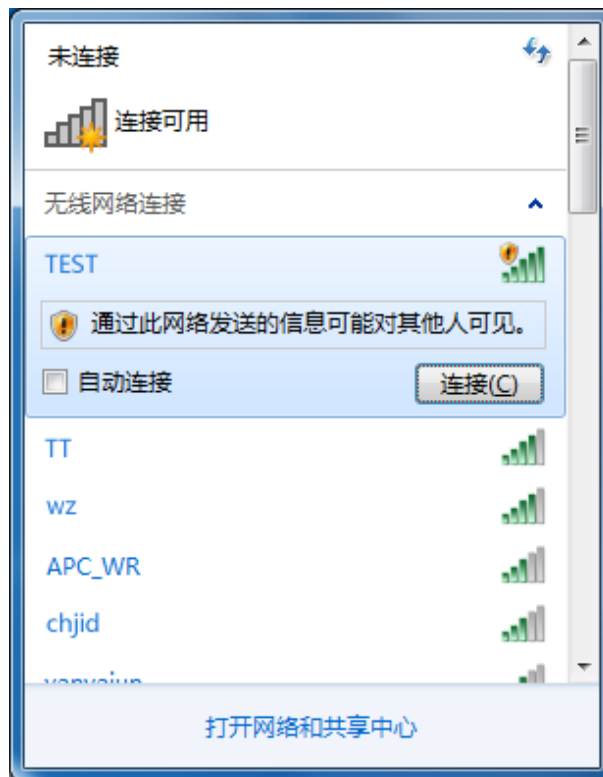 未连接
连接可用
无线网络连接
TEST
通过此网络发送的信息可能对其他人可见。
自动连接
连接(C)
TT
wz
APC_WR
chjid
打开网络和共享中心